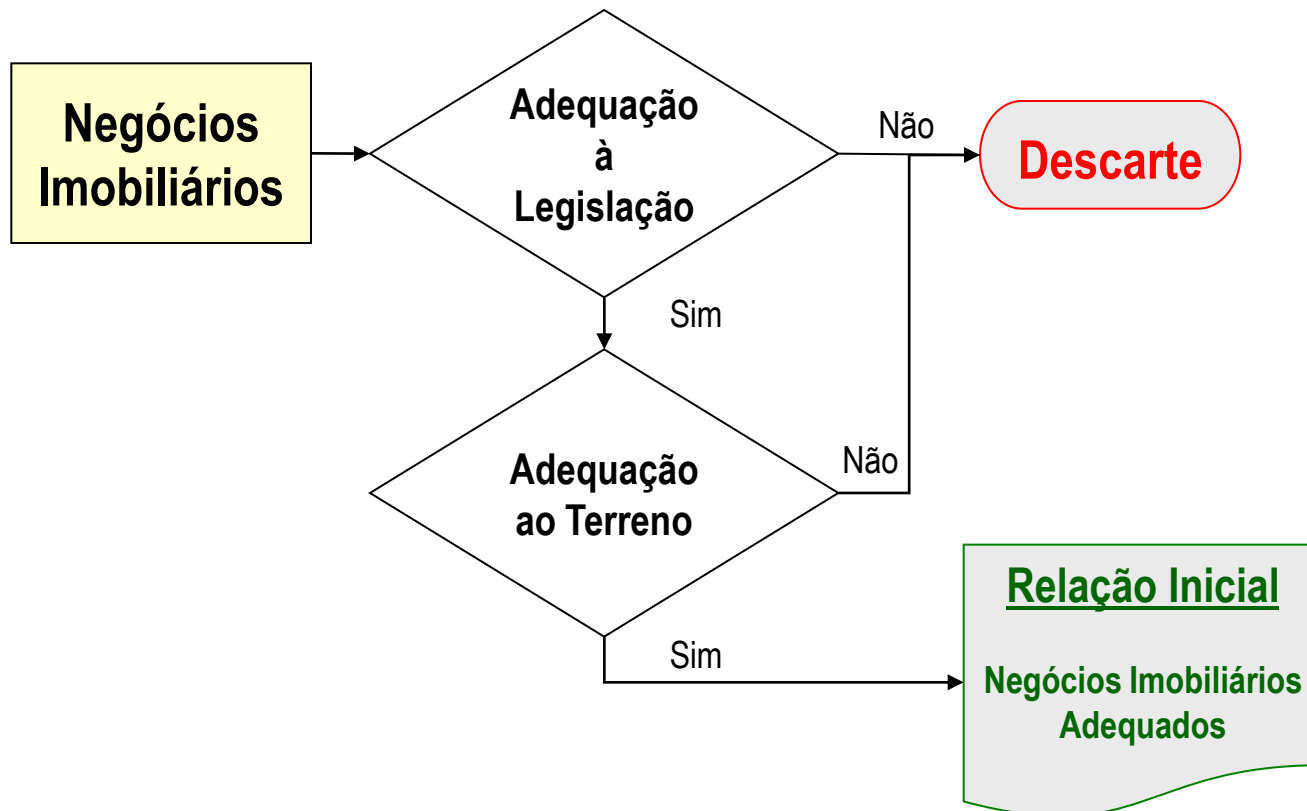 Negócios
Imobiliários
Adequação
à
Legislação
Não
Descarte
Sim
Adequação
ao Terreno
Não
Sim
Relação Inicial
Negócios Imobiliários
Adequados